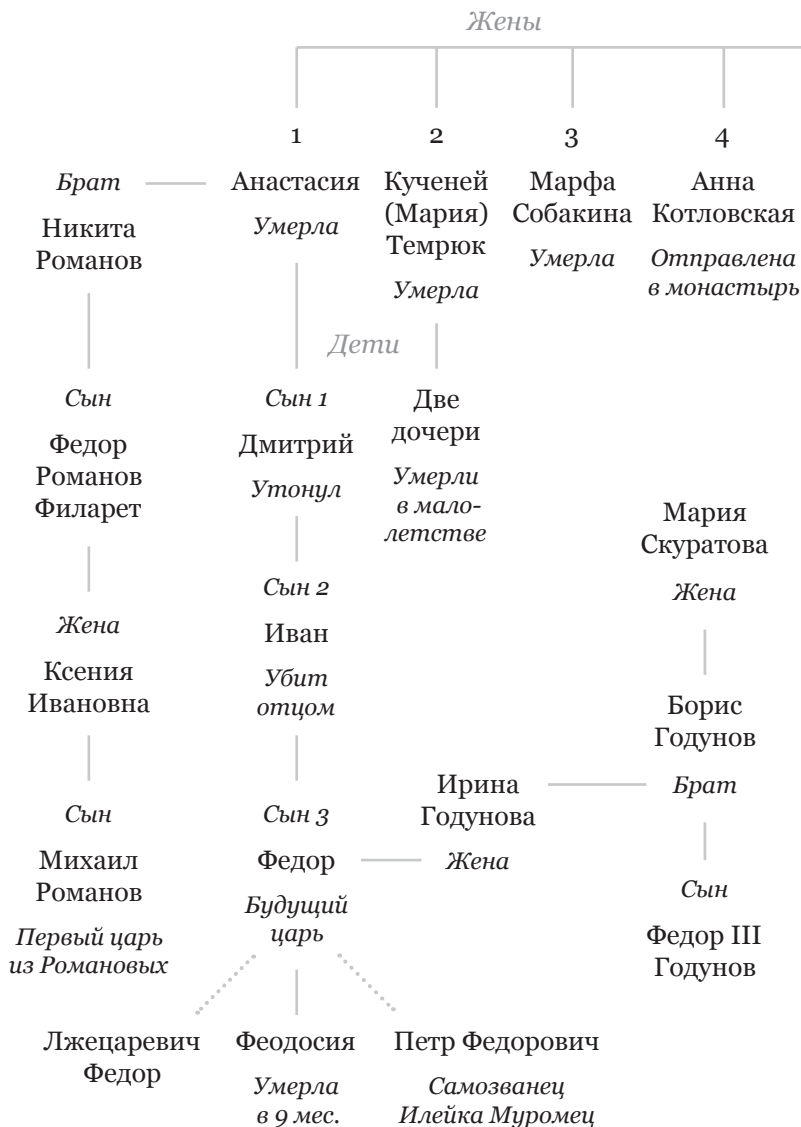 Жены
1
2
3
4
Брат
Никита
Романов
Анастасия
Умерла
Кученей
(Мария)
Темрюк
Умерла
Марфа
Собакина
Умерла
Анна
Котловская
Отправлена
в монастырь
Дети
Сын
Федор
Романов
Филарет
Сын 1
Дмитрий
Утонул
Две
дочери
Умерли
в мало-
летстве
Мария
Скуратова
Жена
Жена
Ксения
Ивановна
Сын 2
Иван
Убит
отцом
Борис
Годунов
Брат
Ирина
Годунова
Жена
Сын
Михаил
Романов
Первый царь
из Романовых
Сын 3
Федор
Будущий
царь
Сын
Федор III
Годунов
Лжецаревич
Федор
Феодосия
Умерла
в 9 мес.
Петр Федорович
Самозванец
Илейка Муромец